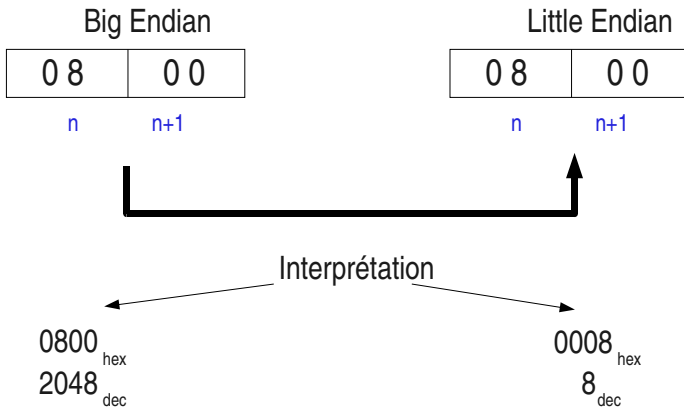 Big Endian
Little Endian
0 8 0 0
0 8 0 0
n n+1
n n+1
Interprétation
0800 hex
2048 dec
0008 hex
8 dec